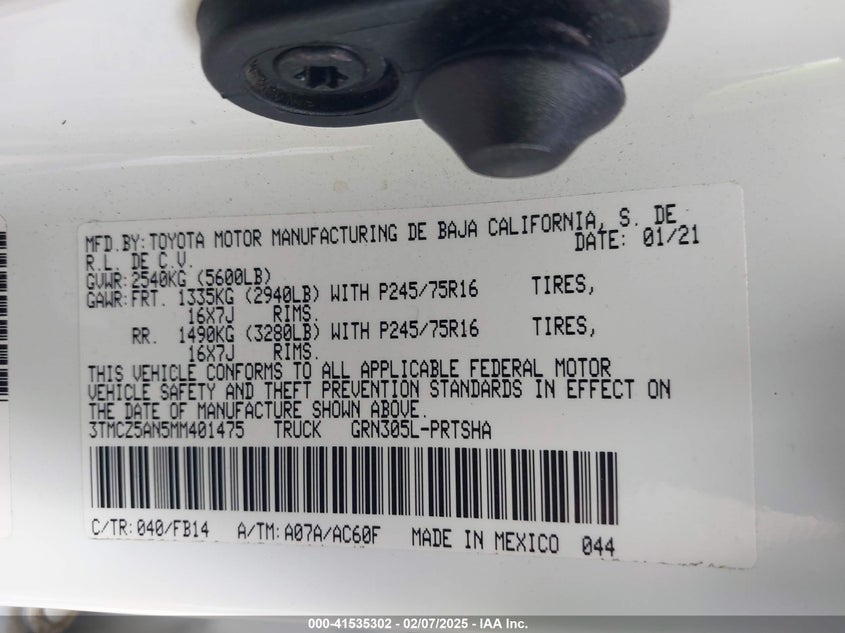 MFD.BY:TOYOTA MOTOR MANUFACTURING DE BAJA CALIFORNIA, S. DE
R.L. DE C.V. DATE: 01/21
GVWR:2540KG (5600LB)
GAWR:FRT. 1335KG (2940LB) WITH P245/75R16 TIRES,
16X7J RIMS.
RR. 1490KG (3280LB) WITH P245/75R16 TIRES,
16X7J RIMS.
THIS VEHICLE CONFORMS TO ALL APPLICABLE FEDERAL MOTOR
VEHICLE SAFETY AND THEFT PREVENTION STANDARDS IN EFFECT ON
THE DATE OF MANUFACTURE SHOWN ABOVE.
3TMCZ5AN5MM401475 TRUCK GRN305L-PRTSHA
C/TR:040/FB14 A/TM:A07A/AC60F MADE IN MEXICO 044
000-41535302 - 02/07/2025 - IAA Inc.